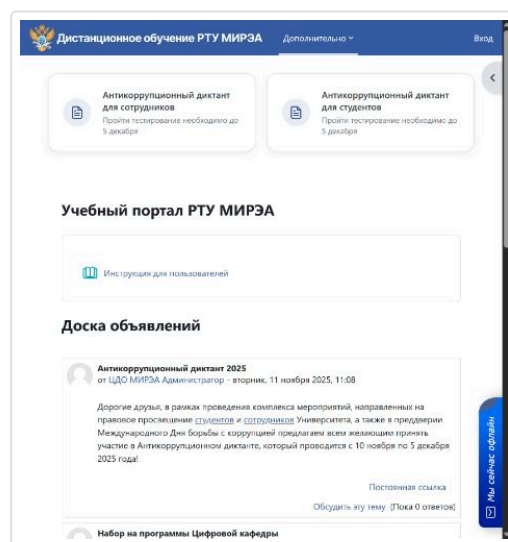 Дистанционное обучение РТУ МИРЭА
Дополнительно
Вход
Антикоррупционный диктант
для сотрудников
Пройти тестирование необходимо до
5 декабря
Антикоррупционный диктант
для студентов
Пройти тестирование необходимо до
5 декабря
Учебный портал РТУ МИРЭА
Инструкция для пользователей
Доска объявлений
Антикоррупционный диктант 2025
от ЦДО МИРЭА Администратор - вторник, 11 ноября 2025, 11:08
Дорогие друзья, в рамках проведения комплекса мероприятий, направленных на
правовое просвещение студентов и сотрудников Университета, а также в преддверии
Международного Дня борьбы с коррупцией предлагаем всем желающим принять
участие в Антикоррупционном диктанте, который проводится с 10 ноября по 5 декабря
2025 года!
Постоянная ссылка
Обсудить эту тему (Пока 0 ответов)
Набор на программы Цифровой кафедры
Мы сейчас офлайн